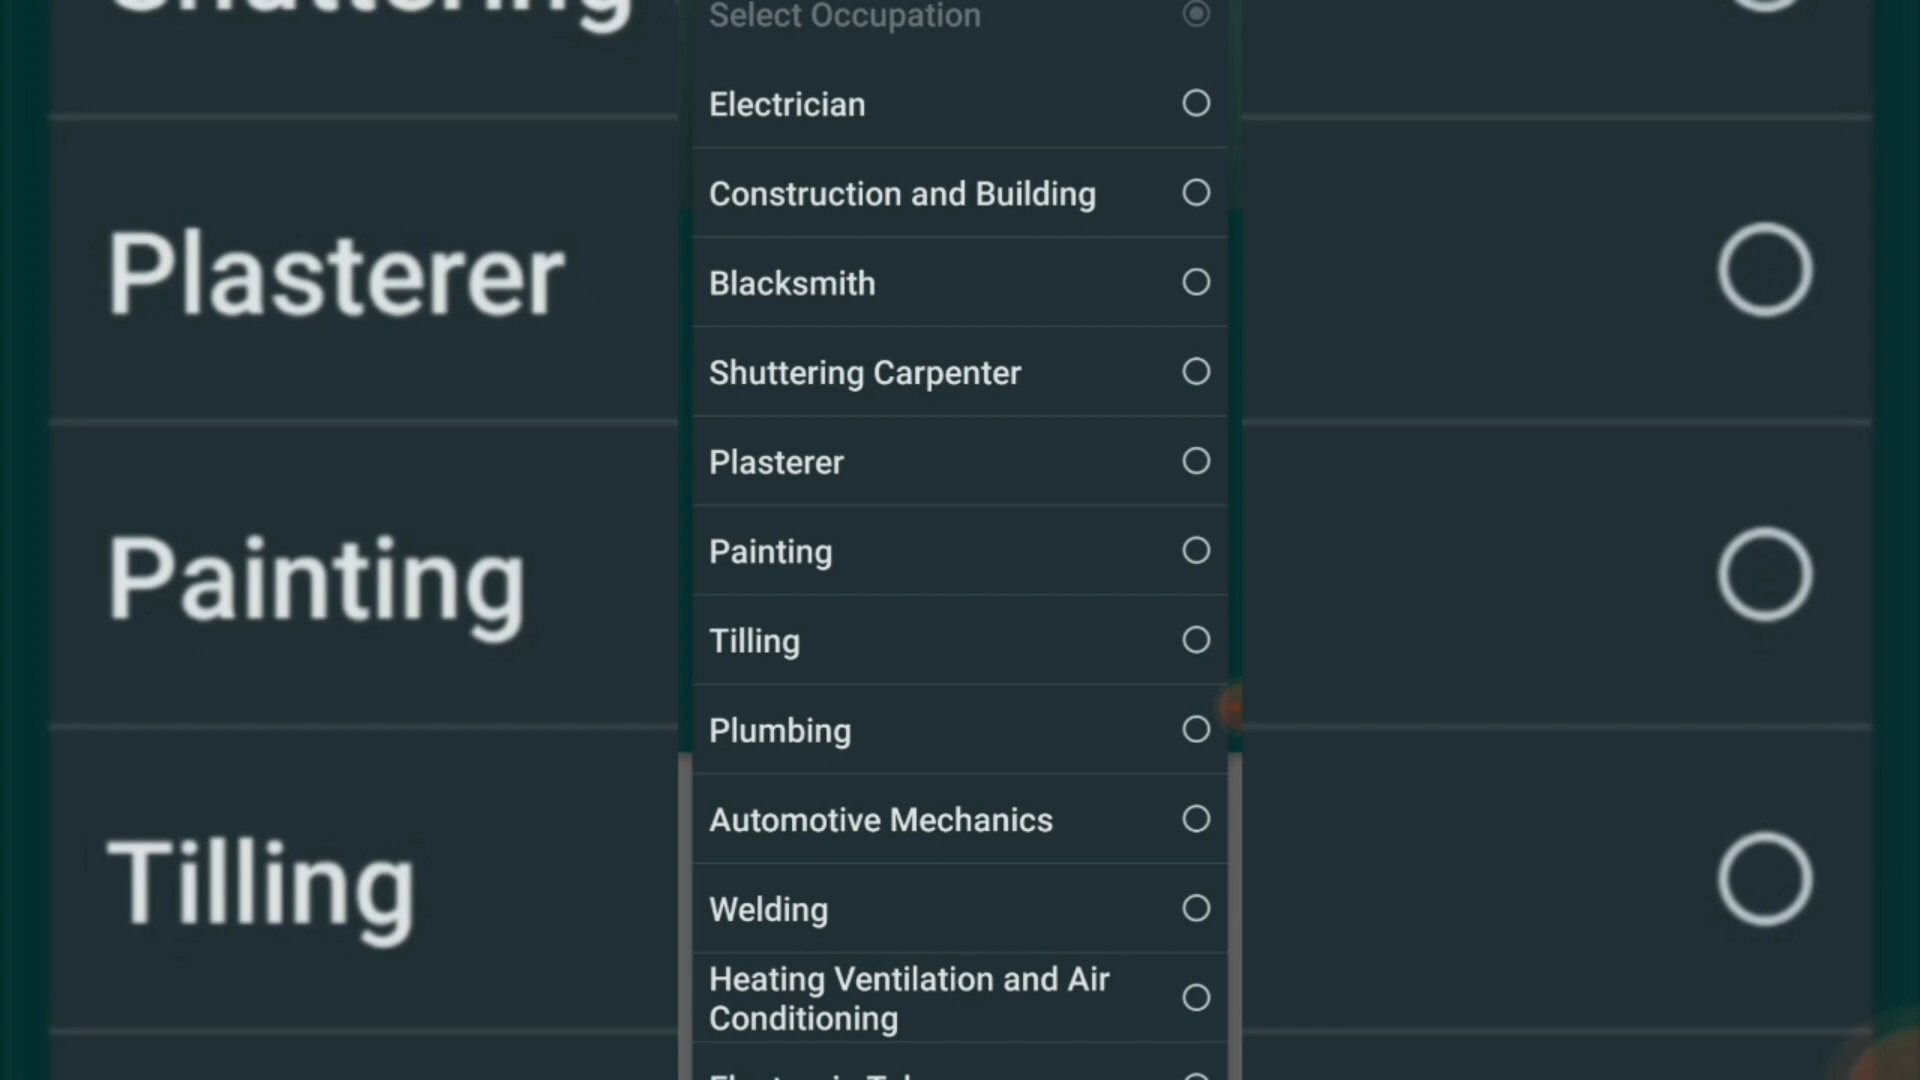 Select Occupation
Electrician
Construction and Building
Blacksmith
Shuttering Carpenter
Plasterer
Painting
Tilling
Plumbing
Automotive Mechanics
Welding
Heating Ventilation and Air
Conditioning
Plasterer
Painting
Tilling